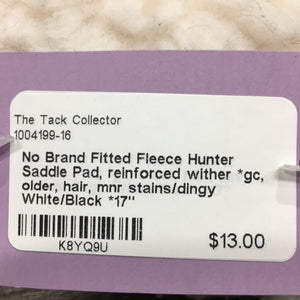 The Tack Collector
1004199-16
No Brand Fitted Fleece Hunter
Saddle Pad, reinforced wither *gc,
older, hair, mnr stains/dingy
White/Black *17"
K8YQ9U
$13.00